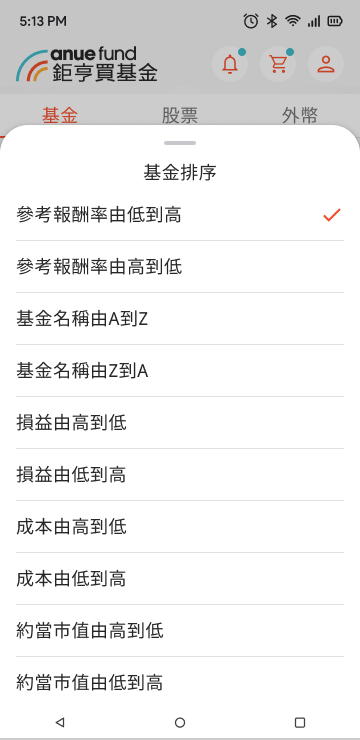 5:13 PM
anue fund
鉅亨買基金
基金 股票 外幣
基金排序
參考報酬率由低到高
參考報酬率由高到低
基金名稱由A到Z
基金名稱由Z到A
損益由高到低
損益由低到高
成本由高到低
成本由低到高
約當市值由高到低
約當市值由低到高